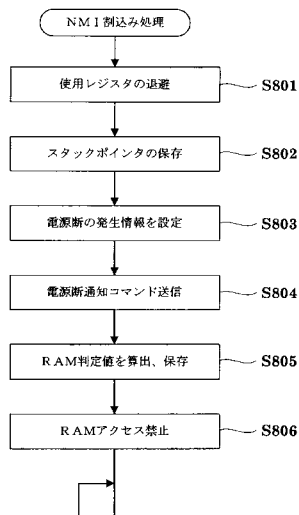 NMI割込み処理
使用レジスタの退避
S801
スタックポインタの保存
S802
電源断の発生情報を設定
S803
電源断通知コマンド送信
S804
RAM判定値を算出、保存
S805
RAMアクセス禁止
S806